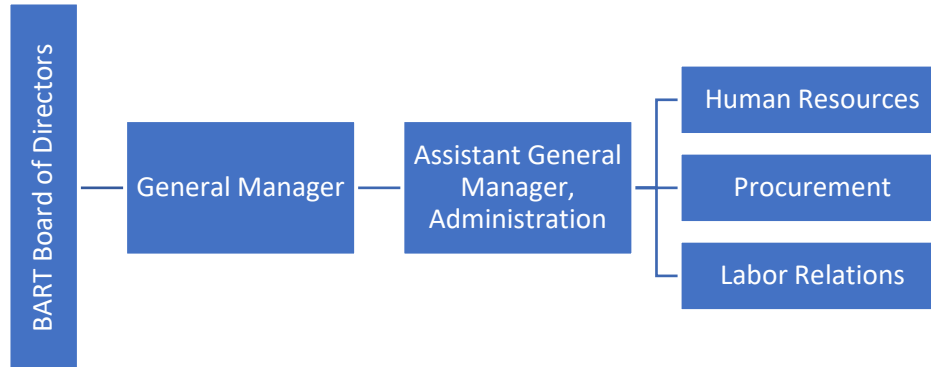 BART Board of Directors
General Manager
Assistant General
Manager,
Administration
Human Resources
Procurement
Labor Relations